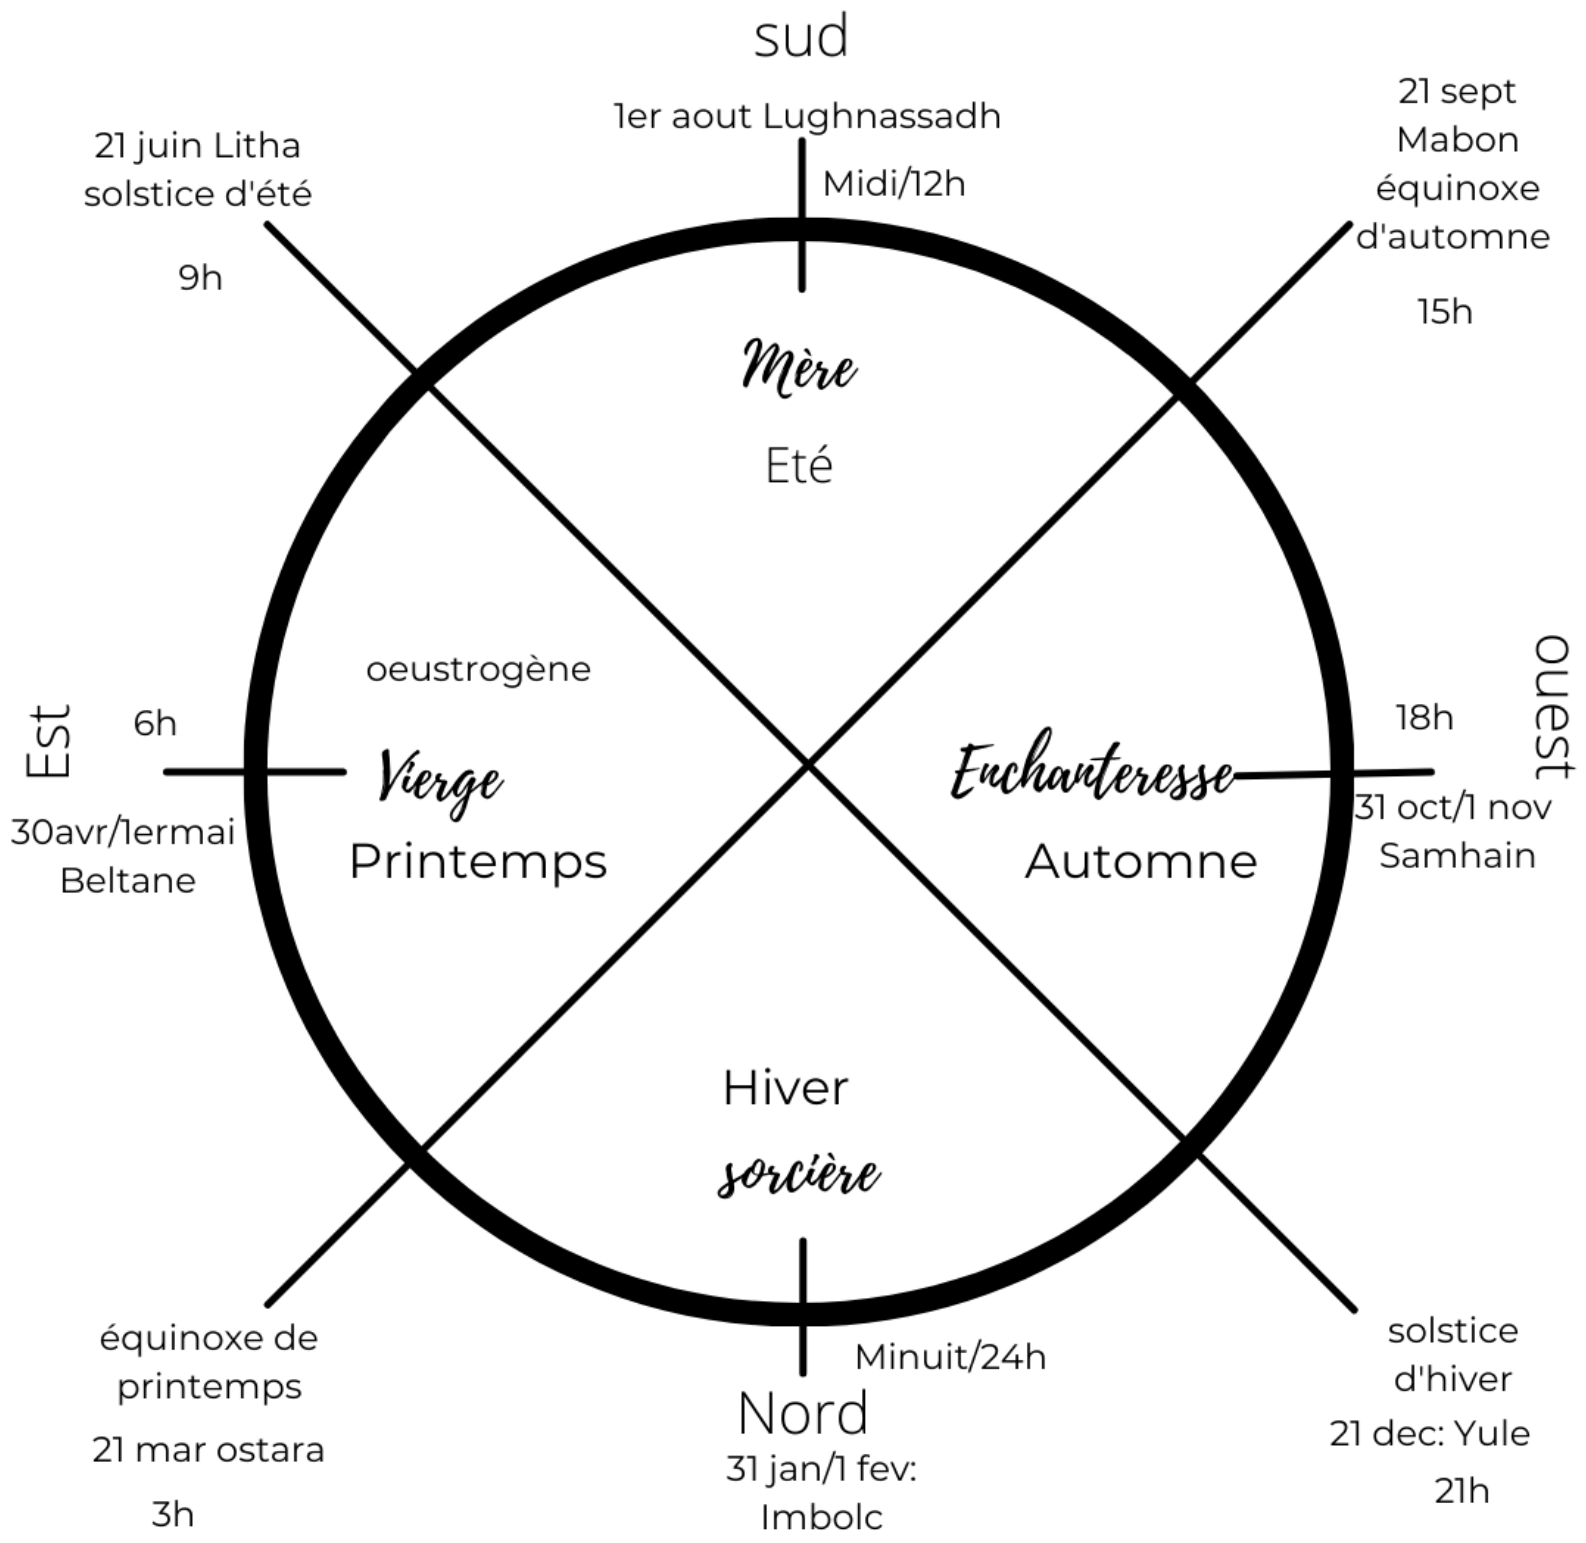 sud
1er aout Lughnassadh
Midi/12h
21 juin Litha
solstice d'été
9h
21 sept
Mabon
équinoxe
d'automne
15h
Mère
Eté
oeustrogène
Est
6h
Vierge
30avr/1ermai
Beltane
Printemps
Enchanteresse
Automne
18h
ouest
31 oct/1 nov
Samhain
Hiver
sorcière
Minuit/24h
Nord
31 jan/1 fev:
Imbolc
équinoxe de
printemps
21 mar ostara
3h
solstice
d'hiver
21 dec: Yule
21h